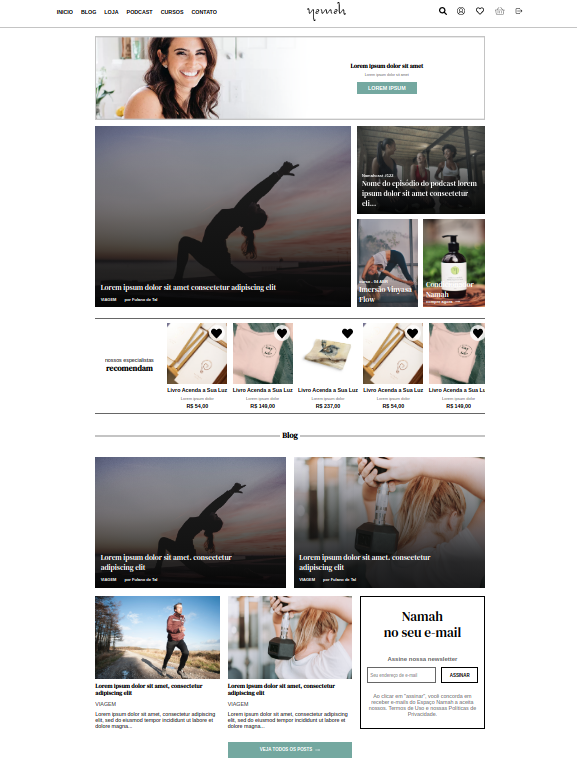 INICIO BLOG LOJA PODCAST CURSOS CONTATO
Lorem ipsum dolor sit amet
Lorem ipsum dolor sit amet
LOREM IPSUM
Lorem ipsum dolor sit amet consectetur adipiscing elit
VIAGEM por Fulano de Tal
Namahcast #123
Nome do episódio do podcast lorem
ipsum dolor sit amet consectetur
eli...
Imersão Vinyasa
Flow
Namah
nossos especialistas
recomendam
Livro Acenda a Sua Luz
Lorem ipsum dolor
R$ 54,00
Livro Acenda a Sua Luz
Lorem ipsum dolor
R$ 149,00
Livro Acenda a Sua Luz
Lorem ipsum dolor
R$ 237,00
Livro Acenda a Sua Luz
Lorem ipsum dolor
R$ 54,00
Livro Acenda a Sua Luz
Lorem ipsum dolor
R$ 149,00
Blog
Lorem ipsum dolor sit amet, consectetur
adipiscing elit
VIAGEM por Fulano de Tal
Lorem ipsum dolor sit amet, consectetur
adipiscing elit
VIAGEM por Fulano de Tal
Lorem ipsum dolor sit amet, consectetur
adipiscing elit
VIAGEM
Lorem ipsum dolor sit amet, consectetur adipiscing
elit, sed do eiusmod tempor incididunt ut labore et
dolore magna...
Lorem ipsum dolor sit amet, consectetur
adipiscing elit
VIAGEM
Lorem ipsum dolor sit amet, consectetur adipiscing
elit, sed do eiusmod tempor incididunt ut labore et
dolore magna...
VEJA TODOS OS POSTS
Namah
no seu e-mail
Assine nossa newsletter
Seu endereço de e-mail
ASSINAR
Ao clicar em "assinar", você concorda em
receber e-mails do Espaço Namah a aceita
nossos. Termos de Uso e nossas Políticas de
Privacidade.